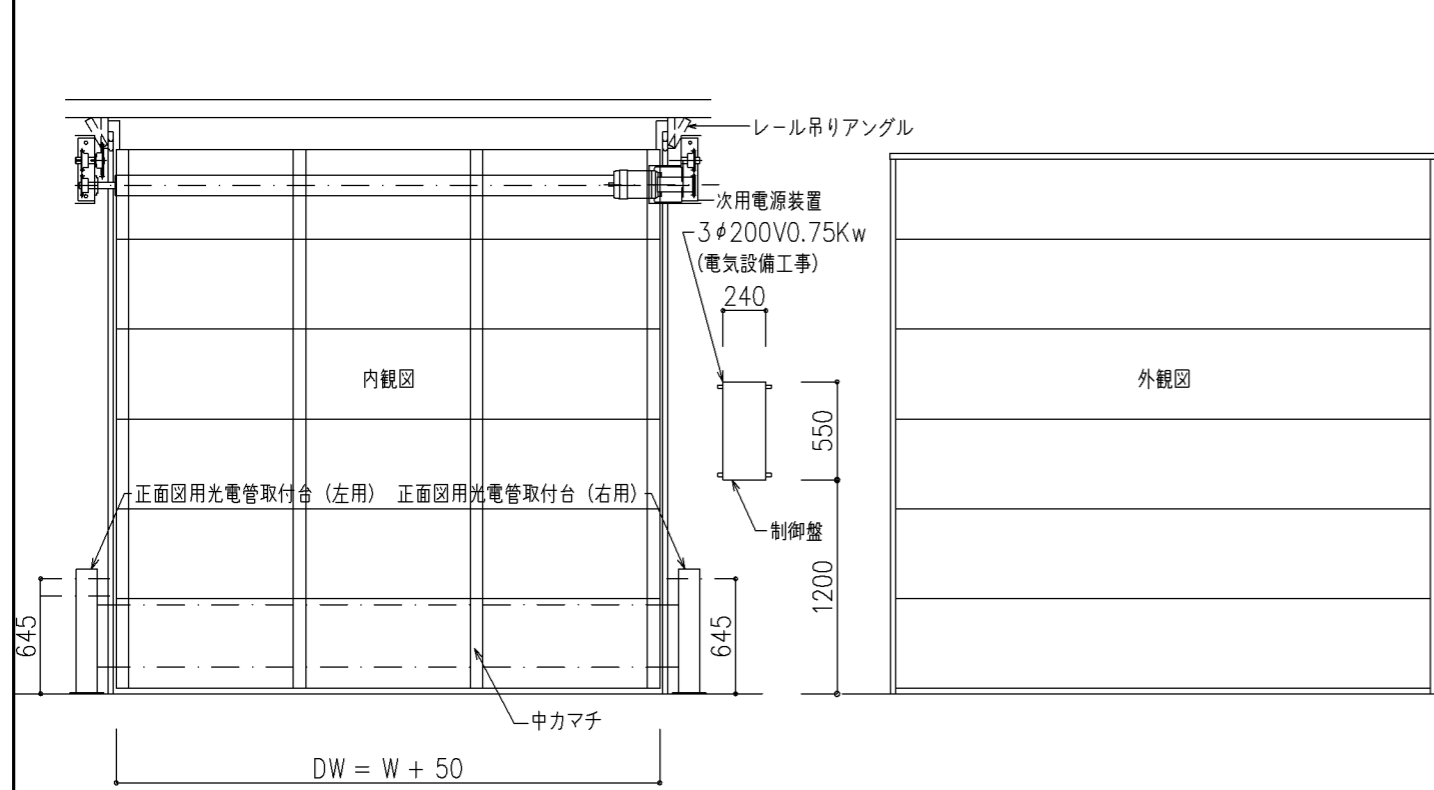 レール吊りアングル
次用電源装置
3φ200V0.75Kw
(電気設備工事)
240
内観図
外観図
550
正面図用光電管取付台 (左用)
正面図用光電管取付台 (右用)
制御盤
1200
645
645
中カマチ
DW = W + 50